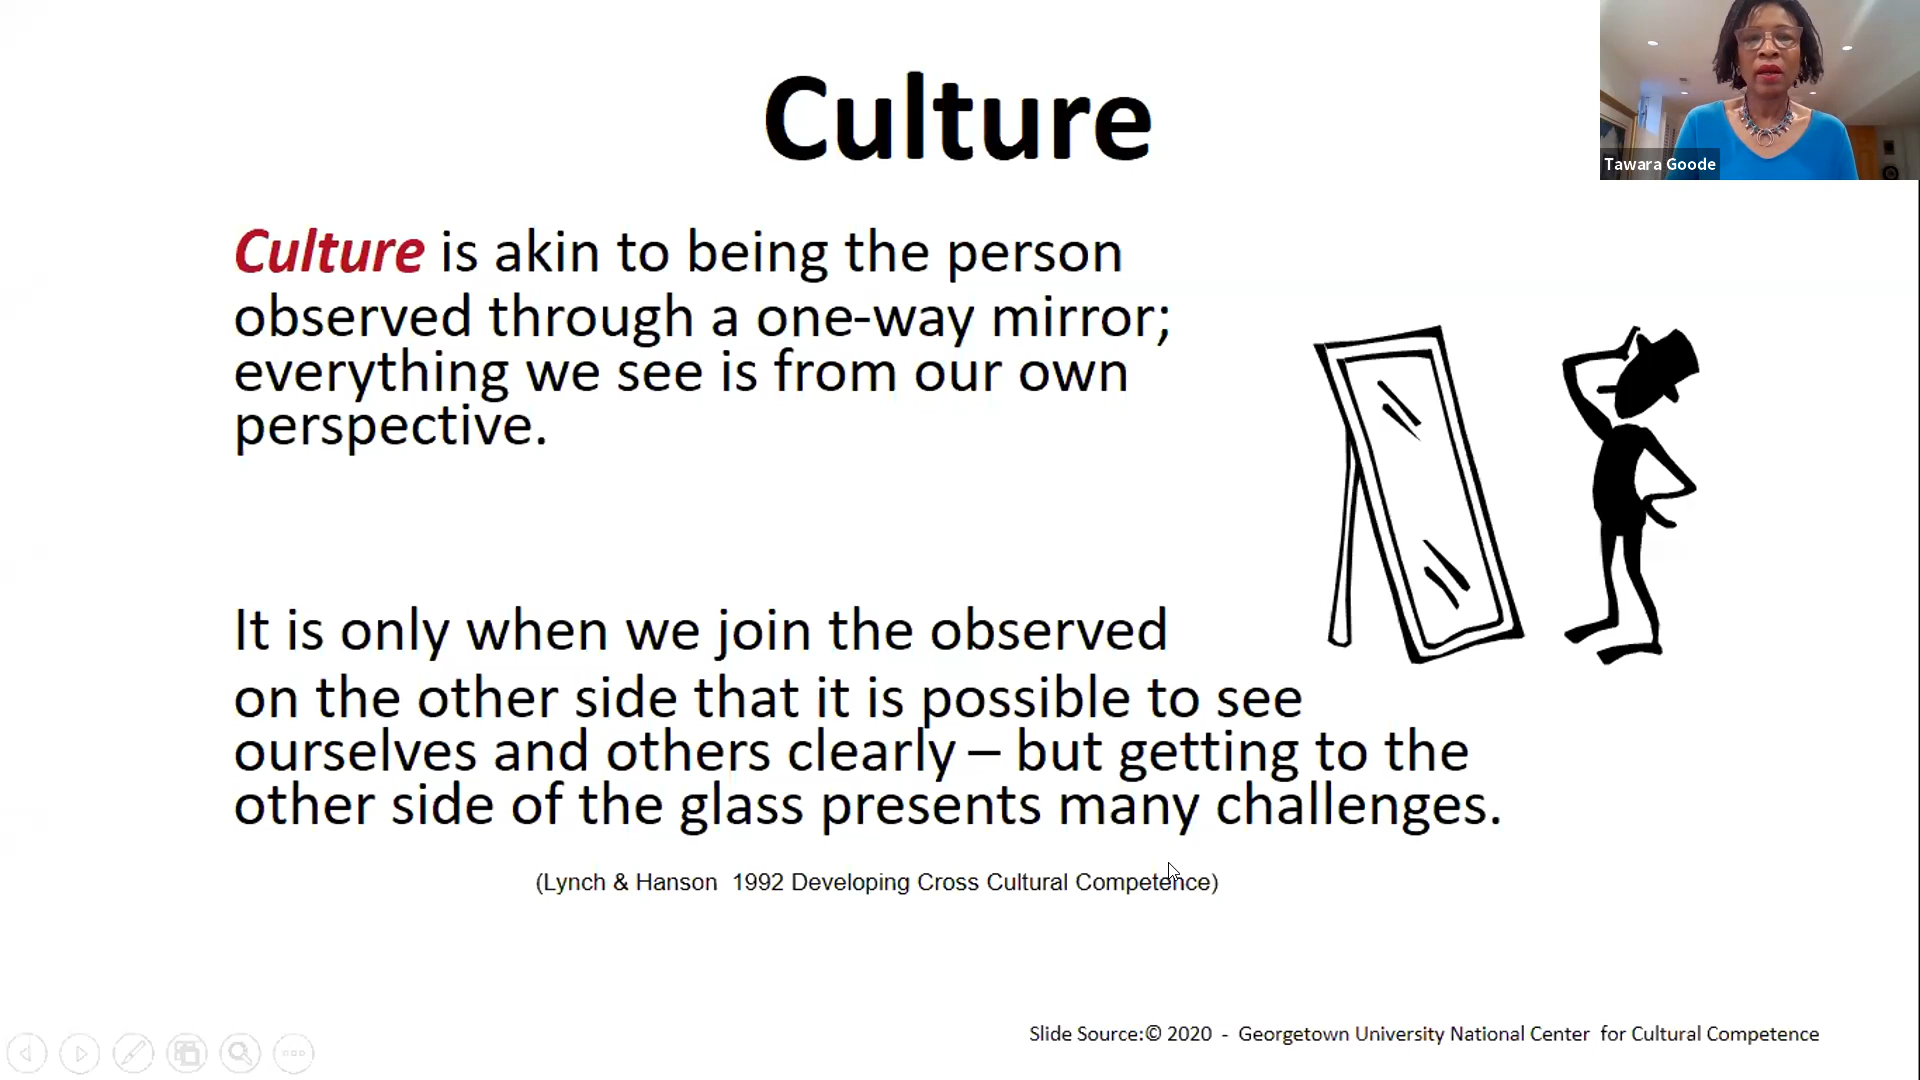 Culture
Tawara Goode
Culture is akin to being the person
observed through a one-way mirror;
everything we see is from our own
perspective.
It is only when we join the observed
on the other side that it is possible to see
ourselves and others clearly – but getting to the
other side of the glass presents many challenges.
(Lynch & Hanson  1992 Developing Cross Cultural Competence)
Slide Source:© 2020  -  Georgetown University National Center  for Cultural Competence